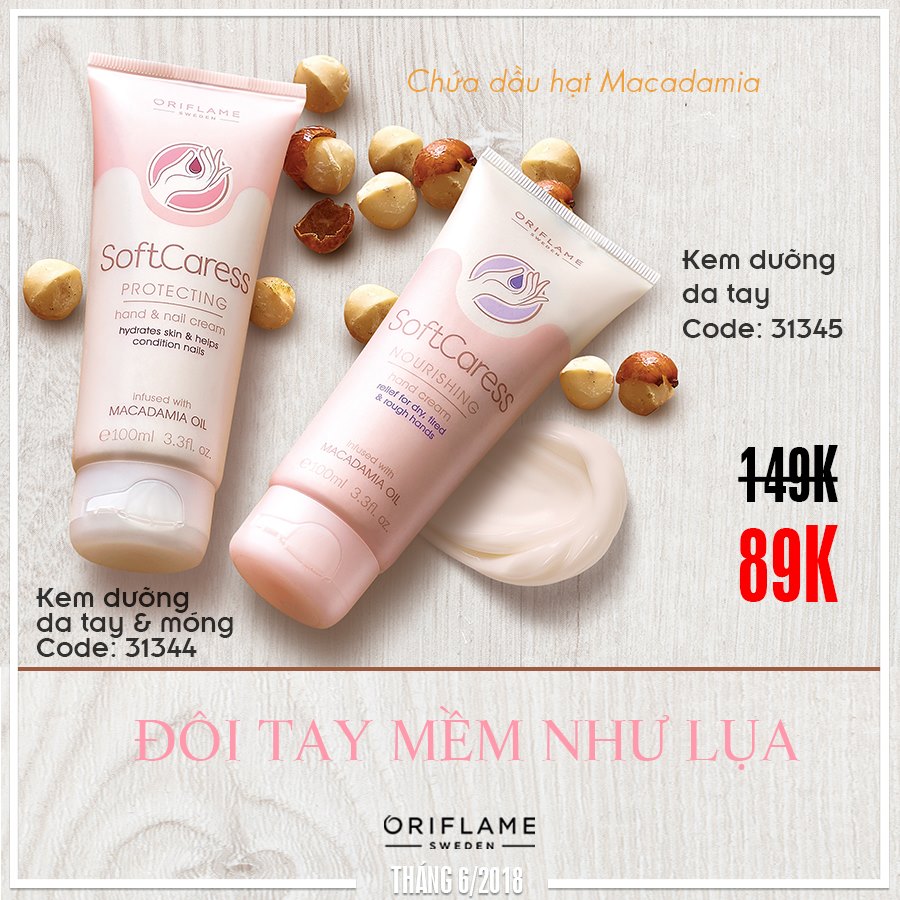 Chứa dầu hạt Macadamia
ORIFLAME
SWEDEN
SoftCaress
PROTECTING
hand & nail cream
hydrates skin & helps
condition nails
infused with
MACADAMIA OIL
e100ml 3.3fl. oz.
ORIFLAME
SWEDEN
SoftCaress
NOURISHING
hand cream
relief for dry, tired
& rough hands
infused with
MACADAMIA OIL
e100ml 3.3fl. oz.
Kem dưỡng
da tay
Code: 31345
149K
89K
Kem dưỡng
da tay & móng
Code: 31344
ĐÔI TAY MỀM NHƯ LỤA
ORIFLAME
SWEDEN
THÁNG 6/2018